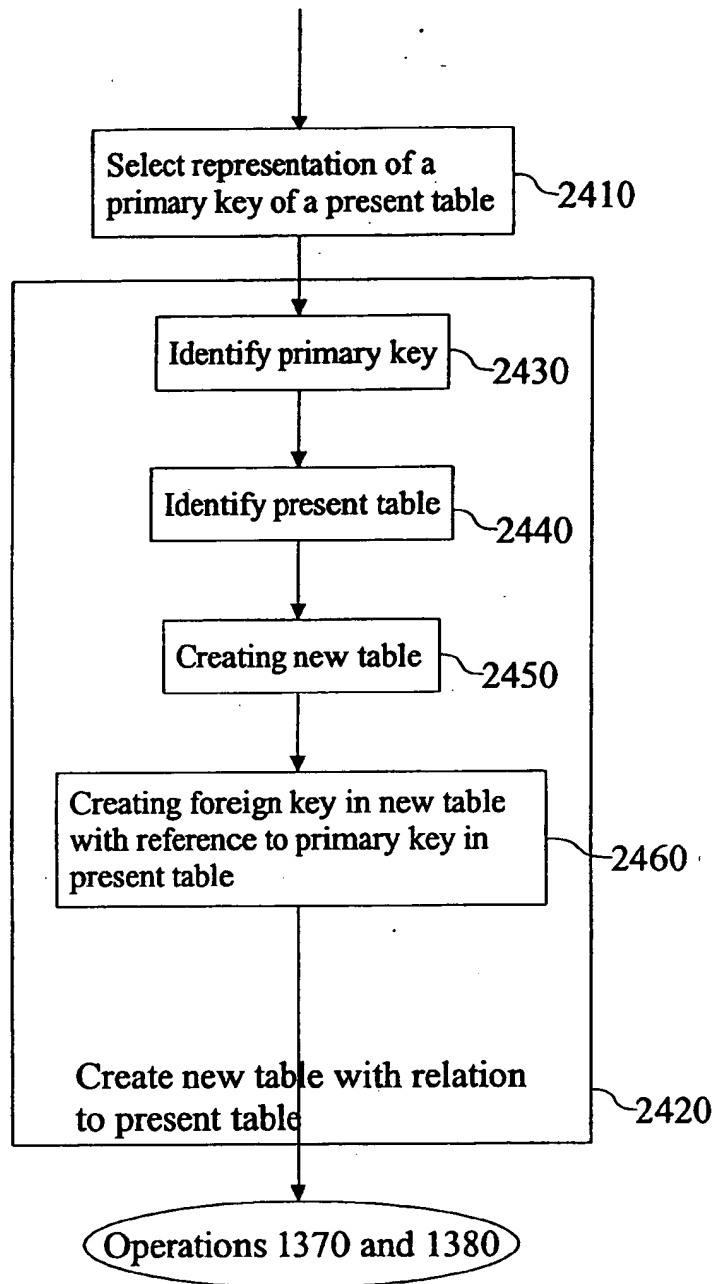 Select representation of a
primary key of a present table
2410
Identify primary key
2430
Identify present table
2440
Creating new table
2450
Creating foreign key in new table
with reference to primary key in
present table
2460
Create new table with relation
to present table
2420
Operations 1370 and 1380